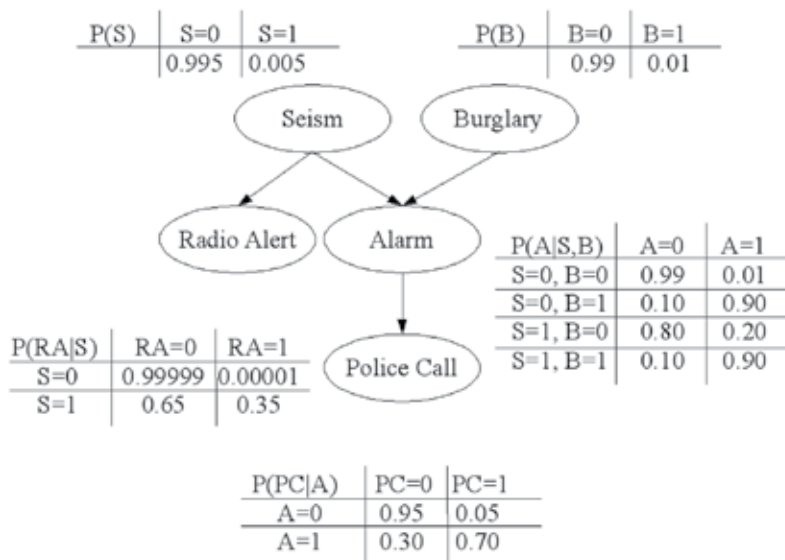 P(S) S=0 S=1
0.995 0.005
P(B) B=0 B=1
0.99 0.01
Seism
Burglary
Radio Alert
Alarm
P(A|S,B) A=0 A=1
S=0, B=0 0.99 0.01
S=0, B=1 0.10 0.90
S=1, B=0 0.80 0.20
S=1, B=1 0.10 0.90
P(RA|S) RA=0 RA=1
S=0 0.99999 0.00001
S=1 0.65 0.35
Police Call
P(PC|A) PC=0 PC=1
A=0 0.95 0.05
A=1 0.30 0.70